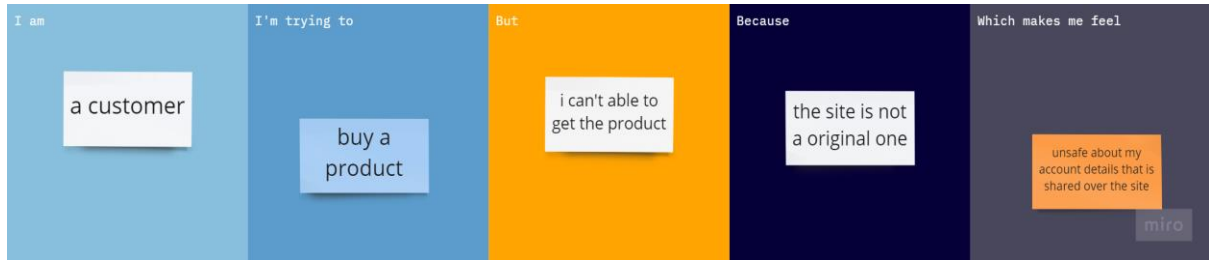 I am
a customer
I'm trying to
buy a
product
But
i can't able to
get the product
Because
the site is not
a original one
Which makes me feel
unsafe about my
account details that is
shared over the site
miro